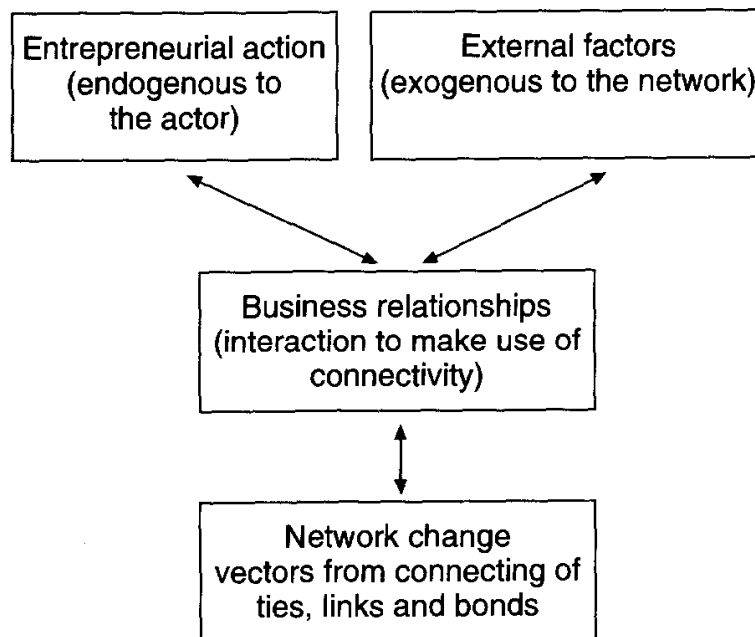 Entrepreneurial action
(endogenous to
the actor)
External factors
(exogenous to the network)
Business relationships
(interaction to make use of
connectivity)
Network change
vectors from connecting of
ties, links and bonds